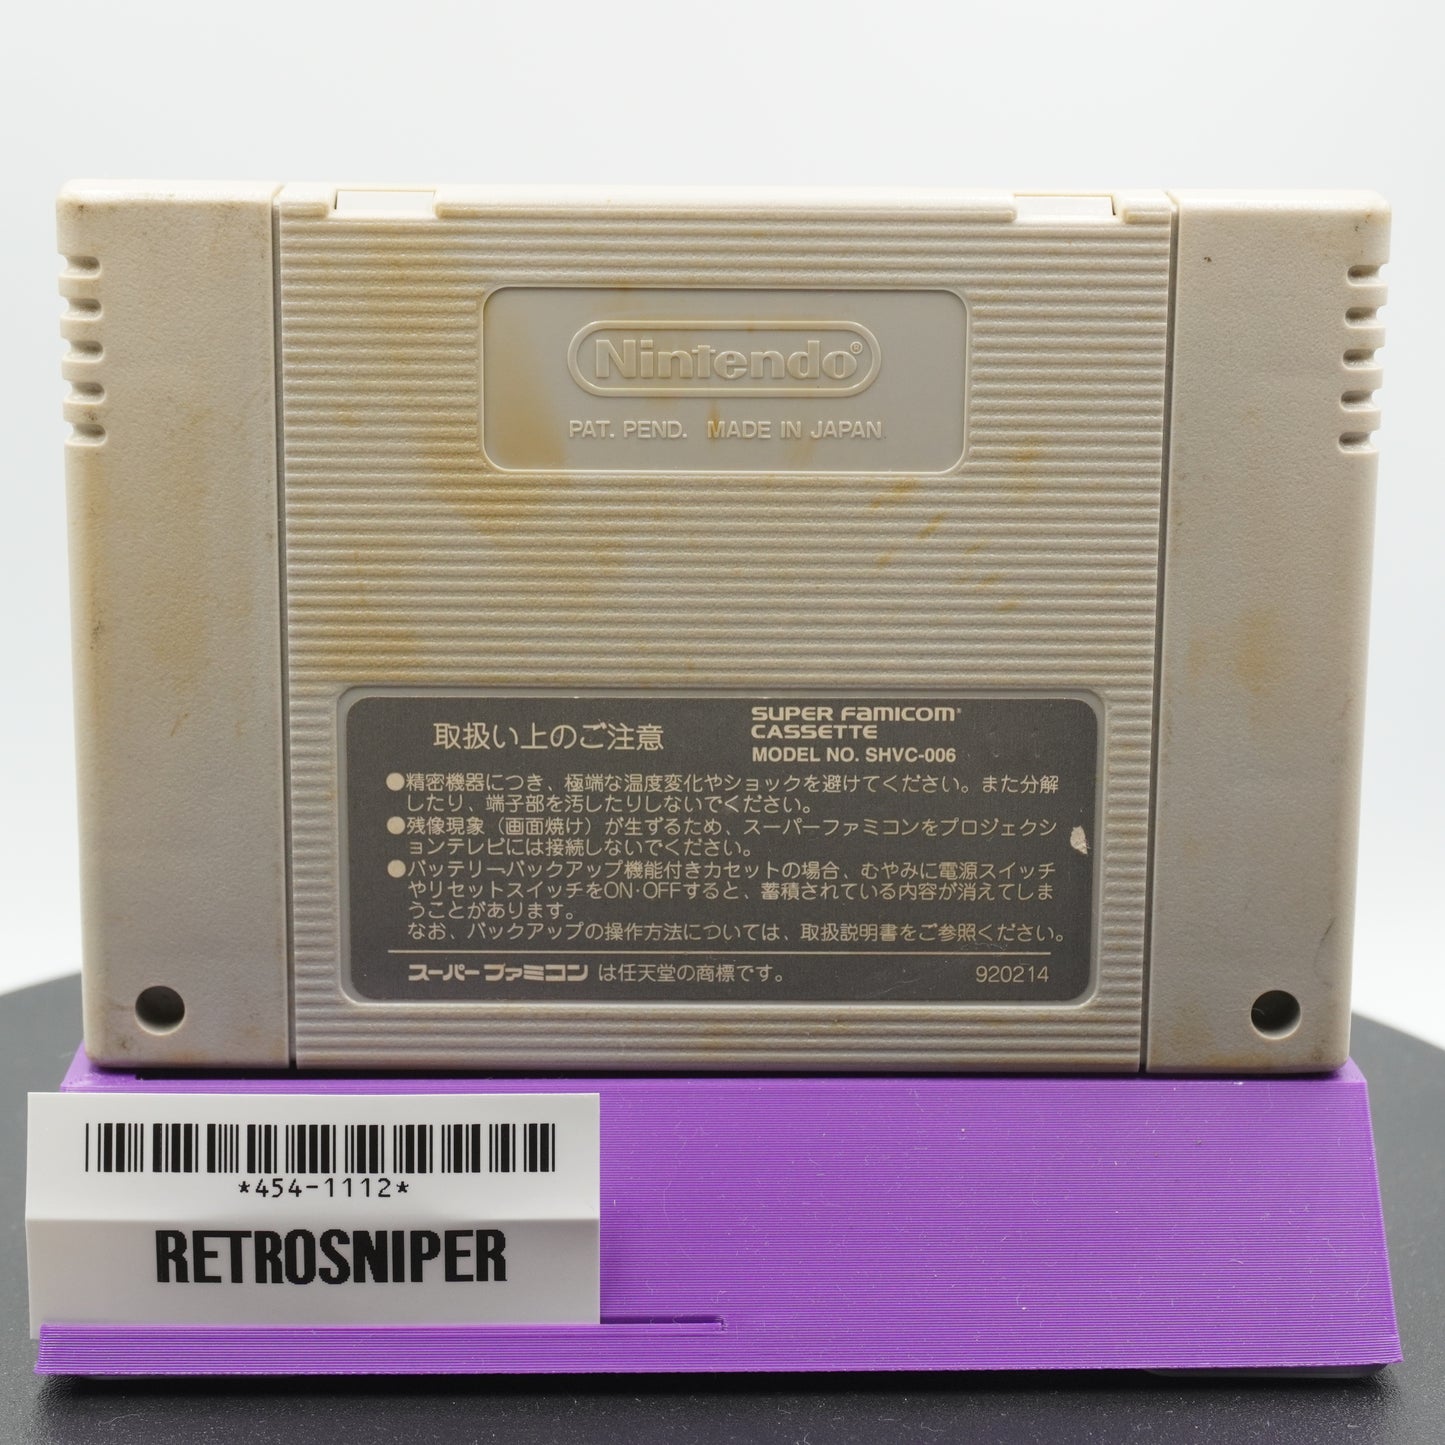 Nintendo®
PAT. PEND. MADE IN JAPAN
取扱い上のご注意
SUPER FAMICOM®
CASSETTE
MODEL NO. SHVC-006
●精密機器につき、極端な温度変化やショックを避けてください。また分解
したり、端子部を汚したりしないでください。
●残像現象（画面焼け）が生ずるため、スーパーファミコンをプロジェクシ
ョンテレビには接続しないでください。
●バッテリーバックアップ機能付きカセットの場合、むやみに電源スイッチ
やリセットスイッチをON·OFFすると、蓄積されている内容が消えてしま
うことがあります。
なお、バックアップの操作方法については、取扱説明書をご参照ください。
スーパーファミコン は任天堂の商標です。 920214
*454-1112*
RETROSNIPER